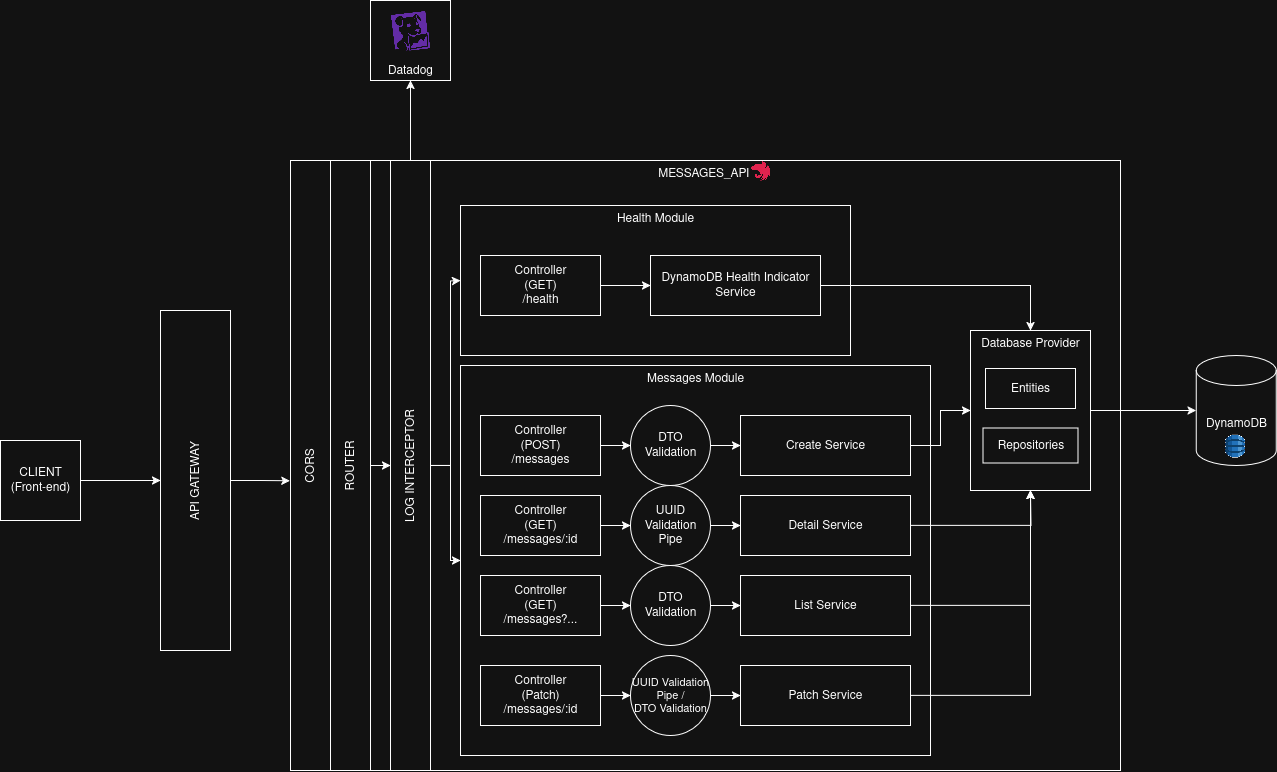 Datadog
MESSAGES_API
Health Module
Controller
(GET)
/health
DynamoDB Health Indicator
Service
Database Provider
Entities
Repositories
DynamoDB
Messages Module
Controller
(POST)
/messages
DTO
Validation
Create Service
Controller
(GET)
/messages/:id
UUID
Validation
Pipe
Detail Service
Controller
(GET)
/messages?...
DTO
Validation
List Service
Controller
(Patch)
/messages/:id
UUID Validation
Pipe /
DTO Validation
Patch Service
CLIENT
(Front-end)
API GATEWAY
CORS
ROUTER
LOG INTERCEPTOR